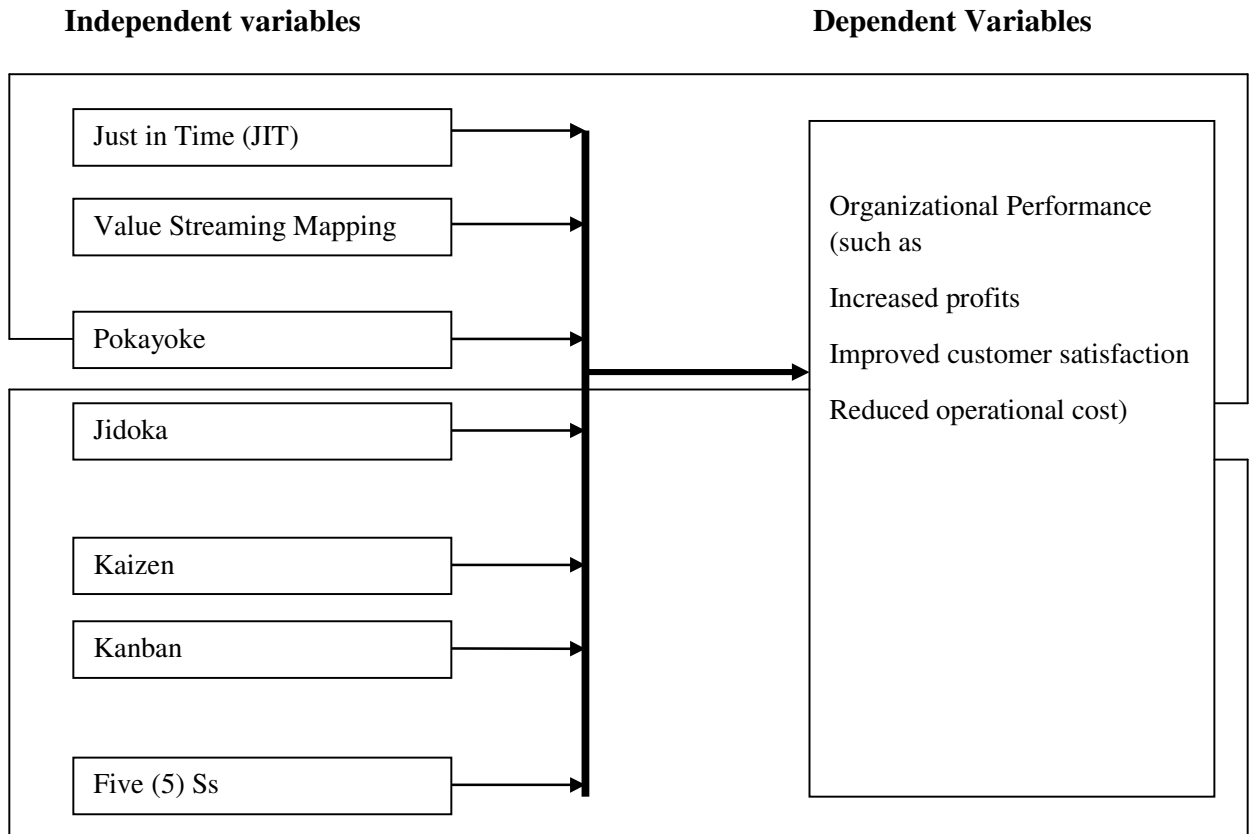 Independent variables
Dependent Variables
Just in Time (JIT)
Value Streaming Mapping
Pokayoke
Jidoka
Kaizen
Kanban
Five (5) Ss
Organizational Performance
(such as
Increased profits
Improved customer satisfaction
Reduced operational cost)